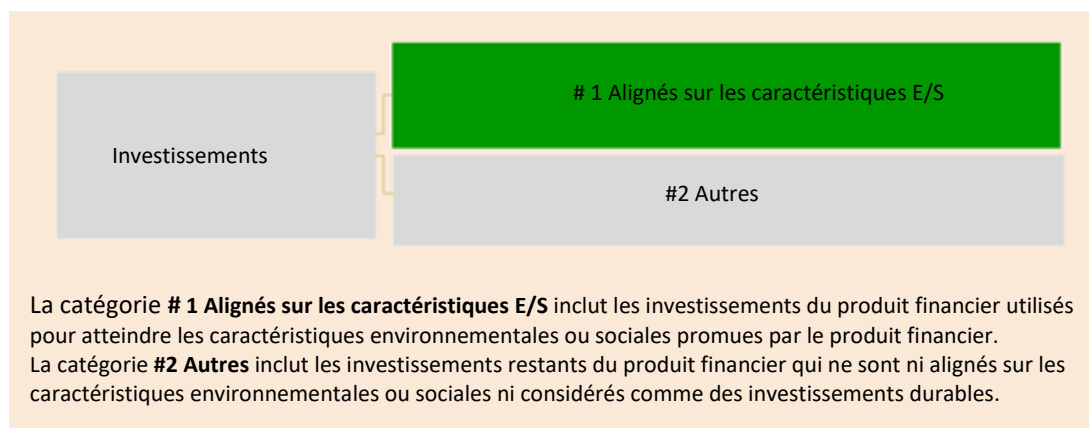 # 1 Alignés sur les caractéristiques E/S
Investissements
#2 Autres
La catégorie # 1 Alignés sur les caractéristiques E/S inclut les investissements du produit financier utilisés
pour atteindre les caractéristiques environnementales ou sociales promues par le produit financier.
La catégorie #2 Autres inclut les investissements restants du produit financier qui ne sont ni alignés sur les
caractéristiques environnementales ou sociales ni considérés comme des investissements durables.